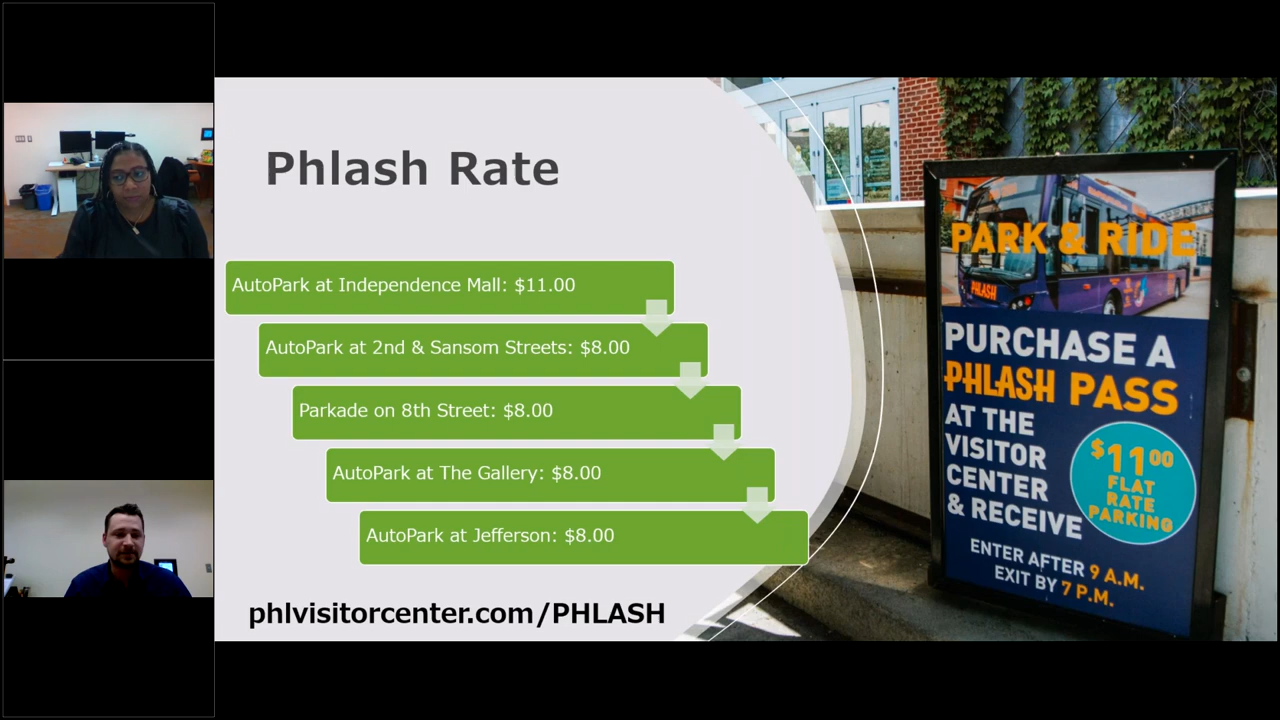 Phlash Rate
AutoPark at Independence Mall: $11.00
AutoPark at 2nd & Sansom Streets: $8.00
Parkade on 8th Street: $8.00
AutoPark at The Gallery: $8.00
AutoPark at Jefferson: $8.00
phlvisitorcenter.com/PHLASH
PARK & RIDE
PHLASH
PURCHASE A
PHLASH PASS
AT THE
VISITOR
CENTER
& RECEIVE
$11.00
FLAT
RATE
PARKING
ENTER AFTER 9 A.M.
EXIT BY 7 P.M.